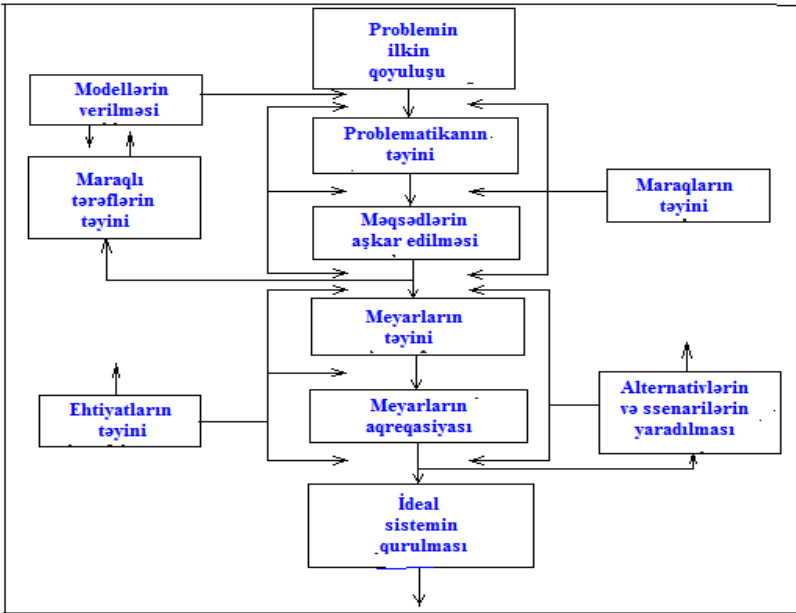 Problemin
ilkin
qoyuluşu
Modellərin
verilməsi
Problematikanın
təyini
Maraqlı
tərəflərin
təyini
Maraqların
təyini
Məqsədlərin
aşkar edilməsi
Meyarların
təyini
Ehtiyatların
təyini
Meyarların
aqreqasiyası
Alternativlərin
və ssenarilərin
yaradılması
İdeal
sistemin
qurulması